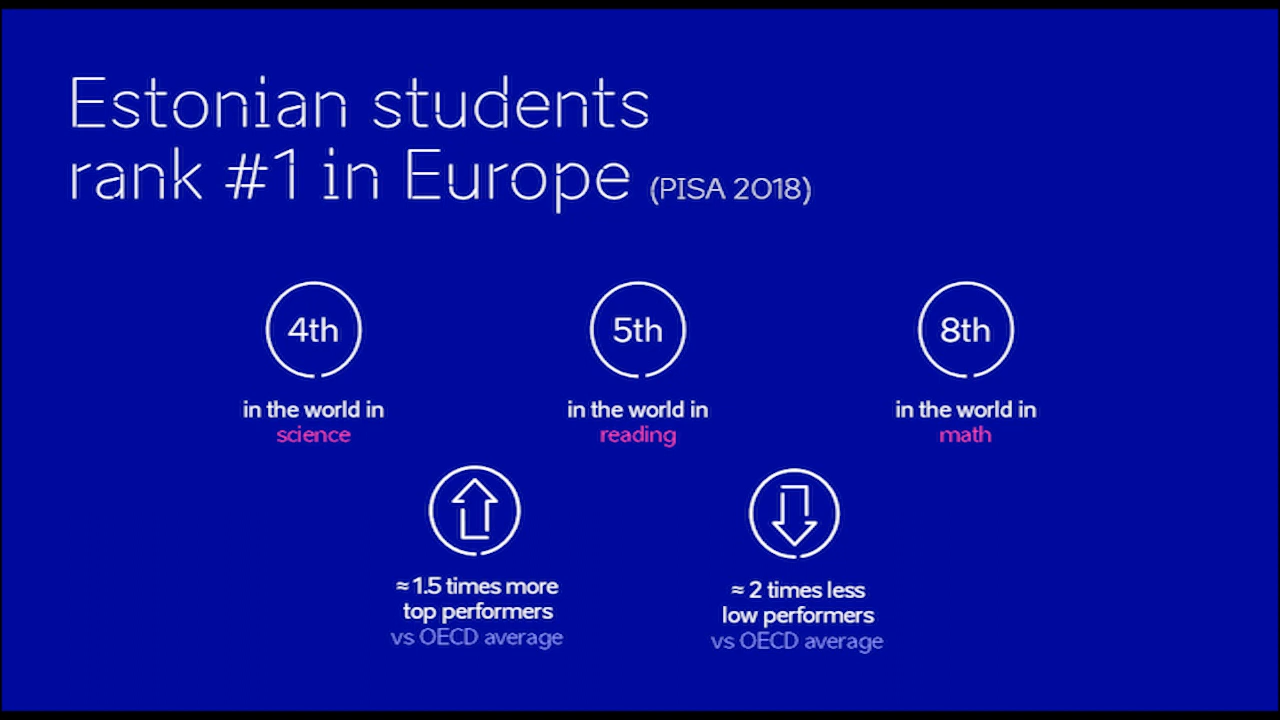 Estonian students
rank #1 in Europe (PISA 2018)
4th
5th
8th
in the world in
science
in the world in
reading
in the world in
math
≈ 1.5 times more
top performers
vs OECD average
≈ 2 times less
low performers
vs OECD average